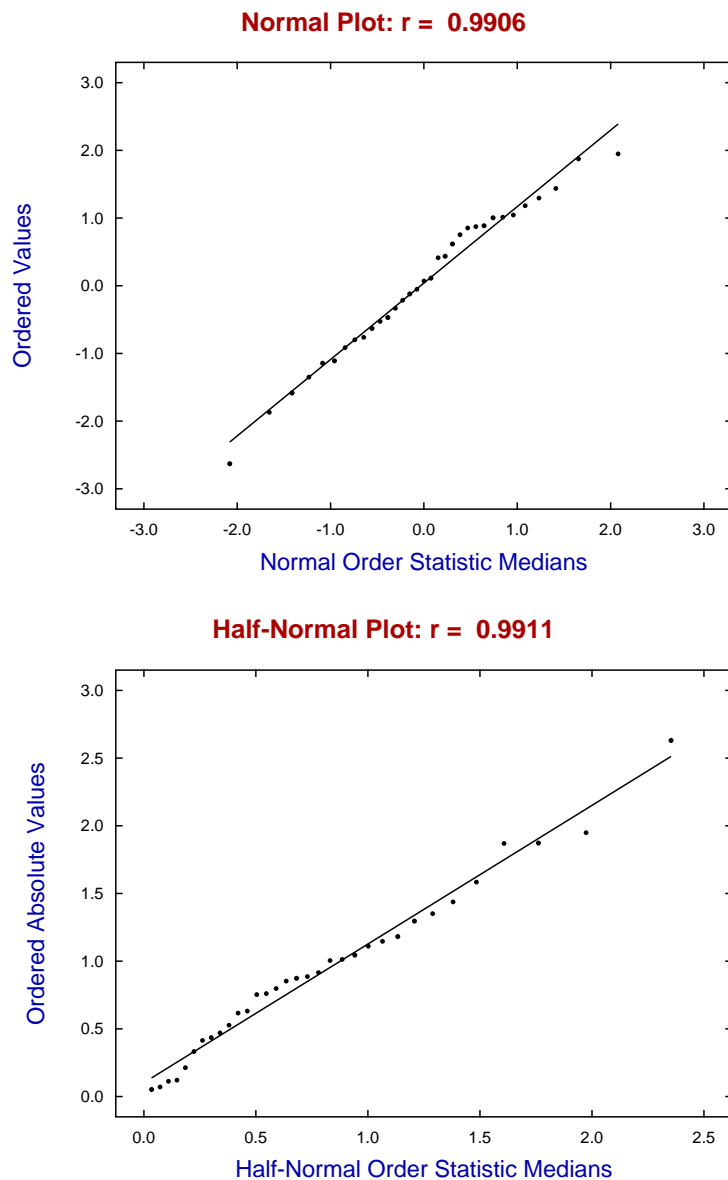 Normal Plot: r = 0.9906
3.0
2.0
1.0
0.0
-1.0
-2.0
-3.0
Ordered Values
-3.0 -2.0 -1.0 0.0 1.0 2.0 3.0
Normal Order Statistic Medians
Half-Normal Plot: r = 0.9911
3.0
2.5
2.0
1.5
1.0
0.5
0.0
Ordered Absolute Values
0.0 0.5 1.0 1.5 2.0 2.5
Half-Normal Order Statistic Medians